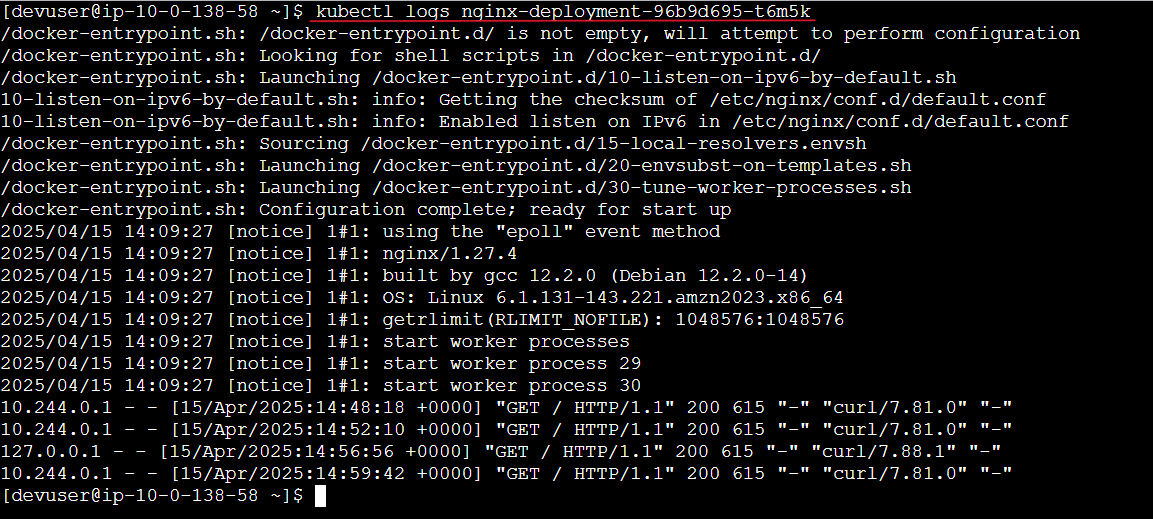 [devuser@ip-10-0-138-58 ~]$ kubectl logs nginx-deployment-96b9d695-t6m5k
/docker-entrypoint.sh: /docker-entrypoint.d/ is not empty, will attempt to perform configuration
/docker-entrypoint.sh: Looking for shell scripts in /docker-entrypoint.d/
/docker-entrypoint.sh: Launching /docker-entrypoint.d/10-listen-on-ipv6-by-default.sh
10-listen-on-ipv6-by-default.sh: info: Getting the checksum of /etc/nginx/conf.d/default.conf
10-listen-on-ipv6-by-default.sh: info: Enabled listen on IPv6 in /etc/nginx/conf.d/default.conf
/docker-entrypoint.sh: Sourcing /docker-entrypoint.d/15-local-resolvers.envsh
/docker-entrypoint.sh: Launching /docker-entrypoint.d/20-envsubst-on-templates.sh
/docker-entrypoint.sh: Launching /docker-entrypoint.d/30-tune-worker-processes.sh
/docker-entrypoint.sh: Configuration complete; ready for start up
2025/04/15 14:09:27 [notice] 1#1: using the "epoll" event method
2025/04/15 14:09:27 [notice] 1#1: nginx/1.27.4
2025/04/15 14:09:27 [notice] 1#1: built by gcc 12.2.0 (Debian 12.2.0-14)
2025/04/15 14:09:27 [notice] 1#1: OS: Linux 6.1.131-143.221.amzn2023.x86_64
2025/04/15 14:09:27 [notice] 1#1: getrlimit(RLIMIT_NOFILE): 1048576:1048576
2025/04/15 14:09:27 [notice] 1#1: start worker processes
2025/04/15 14:09:27 [notice] 1#1: start worker process 29
2025/04/15 14:09:27 [notice] 1#1: start worker process 30
10.244.0.1 - - [15/Apr/2025:14:48:18 +0000] "GET / HTTP/1.1" 200 615 "-" "curl/7.81.0" "-"
10.244.0.1 - - [15/Apr/2025:14:52:10 +0000] "GET / HTTP/1.1" 200 615 "-" "curl/7.81.0" "-"
127.0.0.1 - - [15/Apr/2025:14:56:56 +0000] "GET / HTTP/1.1" 200 615 "-" "curl/7.88.1" "-"
10.244.0.1 - - [15/Apr/2025:14:59:42 +0000] "GET / HTTP/1.1" 200 615 "-" "curl/7.81.0" "-"
[devuser@ip-10-0-138-58 ~]$